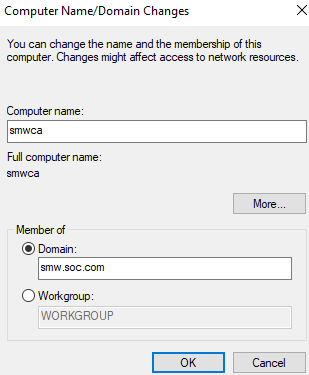 Computer Name/Domain Changes
You can change the name and the membership of this
computer. Changes might affect access to network resources.
Computer name:
smwca
Full computer name:
smwca
More...
Member of
Domain:
smw.soc.com
Workgroup:
WORKGROUP
OK
Cancel